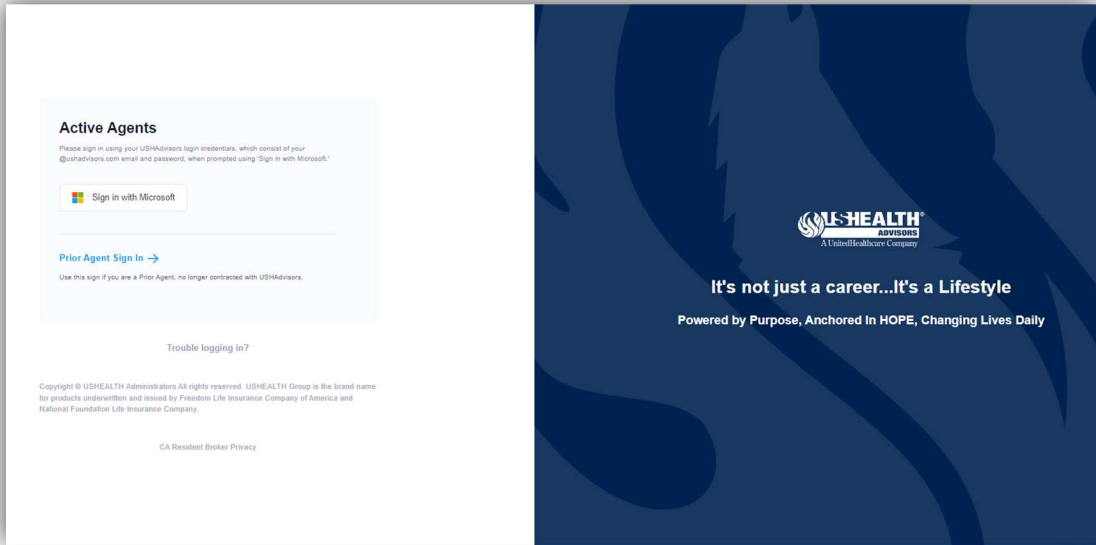 Active Agents
Please sign in using your USHAdvisors login credentials, which consist of your
@ushadvisors.com email and password, when prompted using 'Sign in with Microsoft.'
Sign in with Microsoft
Prior Agent Sign In →
Use this sign if you are a Prior Agent, no longer contracted with USHAdvisors.
Trouble logging in?
Copyright © USHEALTH Administrators All rights reserved. USHEALTH Group is the brand name
for products underwritten and issued by Freedom Life Insurance Company of America and
National Foundation Life Insurance Company.
CA Resident Broker Privacy
USHEALTH®
ADVISORS
A UnitedHealthcare Company
It's not just a career...It's a Lifestyle
Powered by Purpose, Anchored In HOPE, Changing Lives Daily